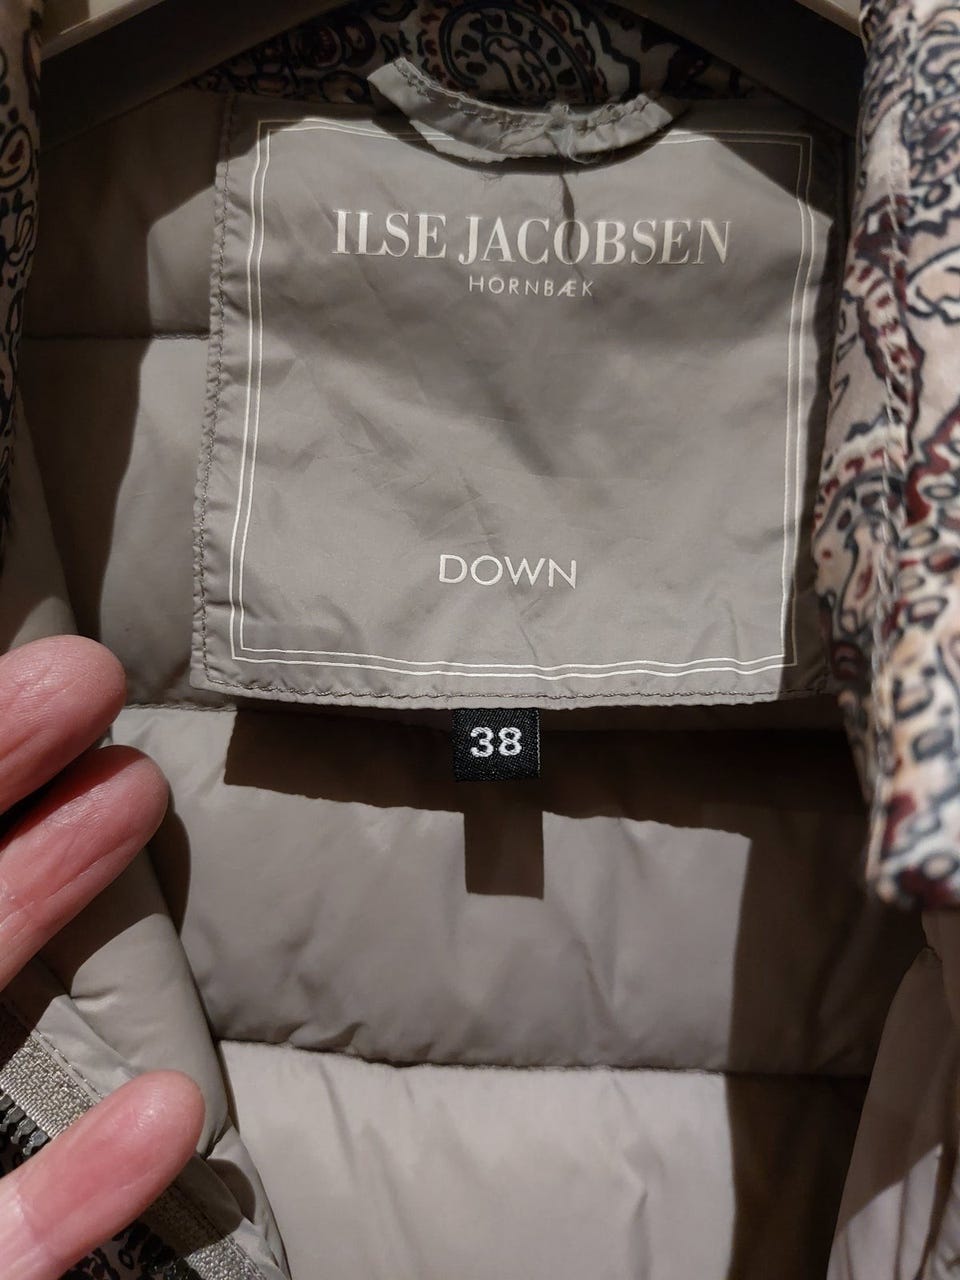 ILSE JACOBSEN
HORNBÆK
DOWN
38